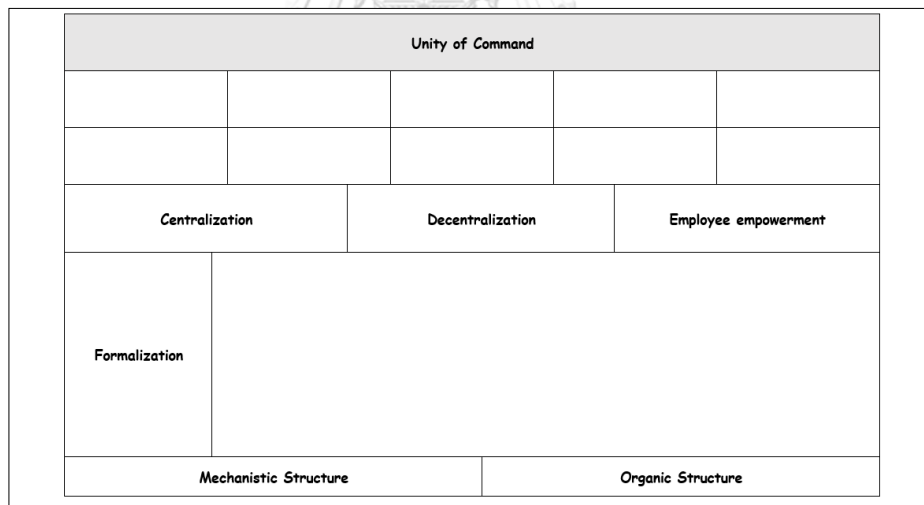 Unity of Command
Centralization
Decentralization
Employee empowerment
Formalization
Mechanistic Structure
Organic Structure